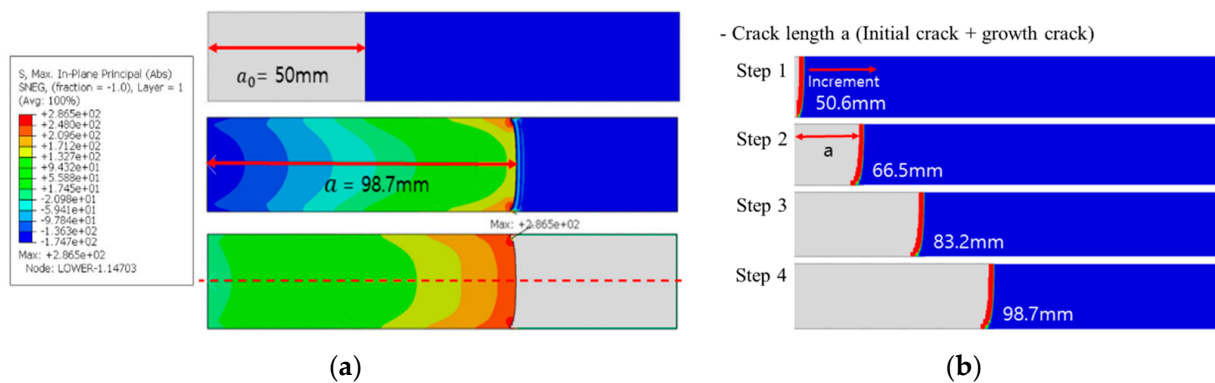 S, Max. In-Plane Principal (Abs)
SNEG, (fraction = -1.0), Layer = 1
(Avg: 100%)
+2.865e+02
+2.480e+02
+2.096e+02
+1.712e+02
+1.327e+02
+9.432e+01
+5.588e+01
+1.745e+01
-2.098e+01
-5.941e+01
-9.784e+01
-1.363e+02
-1.747e+02
Max: +2.865e+02
Node: LOWER-1.14703
a₀= 50mm
a = 98.7mm
Max: +2.865e+02
(a)
- Crack length a (Initial crack + growth crack)
Step 1
Increment
50.6mm
Step 2
a
66.5mm
Step 3
83.2mm
Step 4
98.7mm
(b)